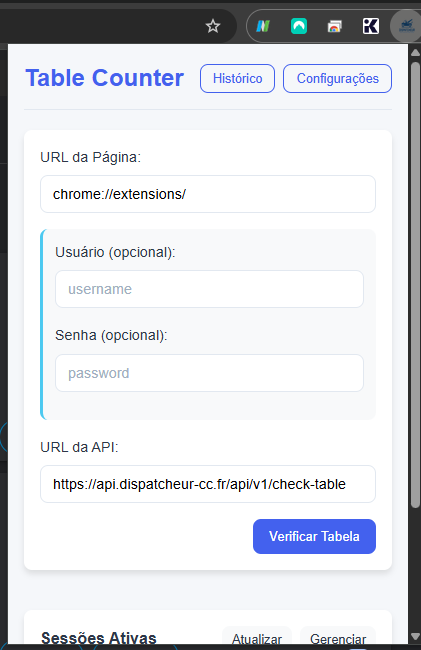 Table Counter
Histórico
Configurações
URL da Página:
chrome://extensions/
Usuário (opcional):
username
Senha (opcional):
password
URL da API:
https://api.dispatcheur-cc.fr/api/v1/check-table
Verificar Tabela
Sessões Ativas
Atualizar
Gerenciar